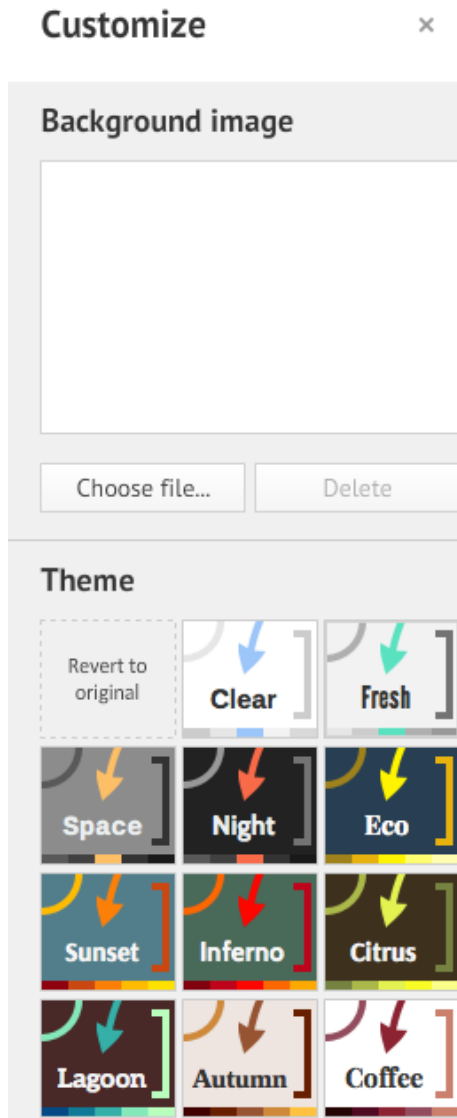 Customize ×
Background image
Choose file... Delete
Theme
Revert to
original
Clear
Fresh
Space
Night
Eco
Sunset
Inferno
Citrus
Lagoon
Autumn
Coffee